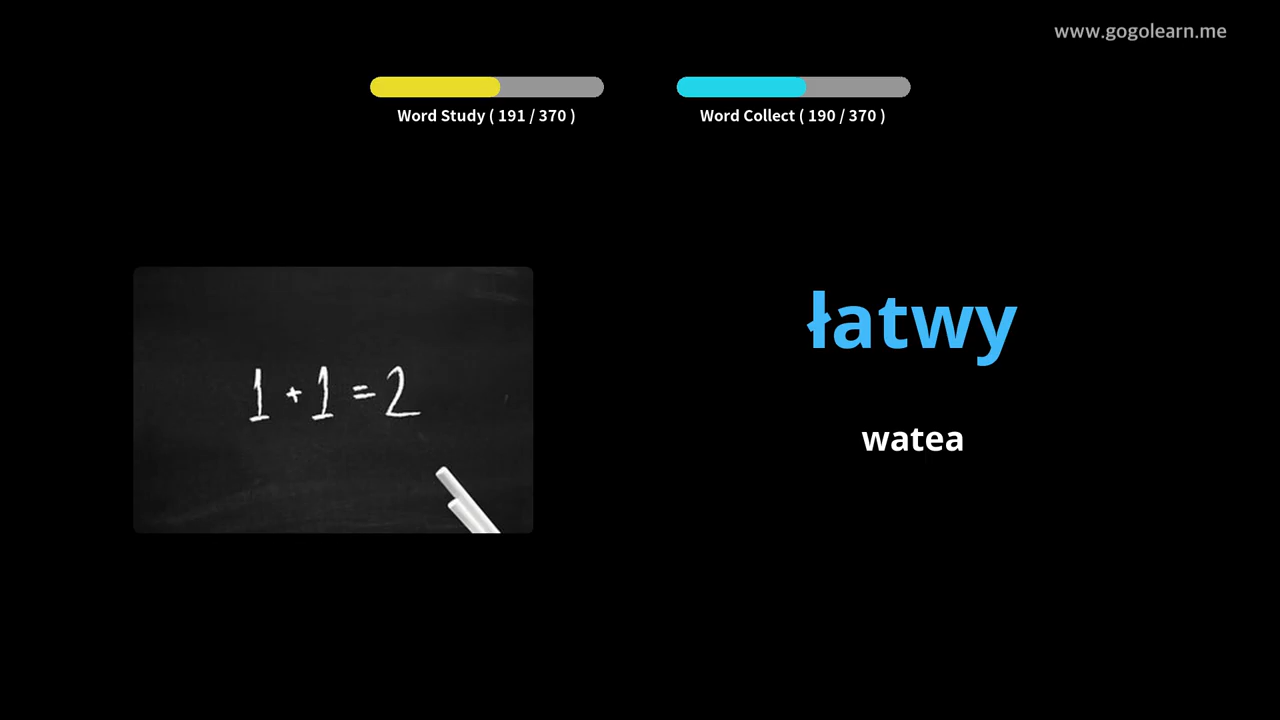 www.gogolearn.me
Word Study ( 191 / 370 )
Word Collect ( 190 / 370 )
1 + 1 = 2
łatwy
watea